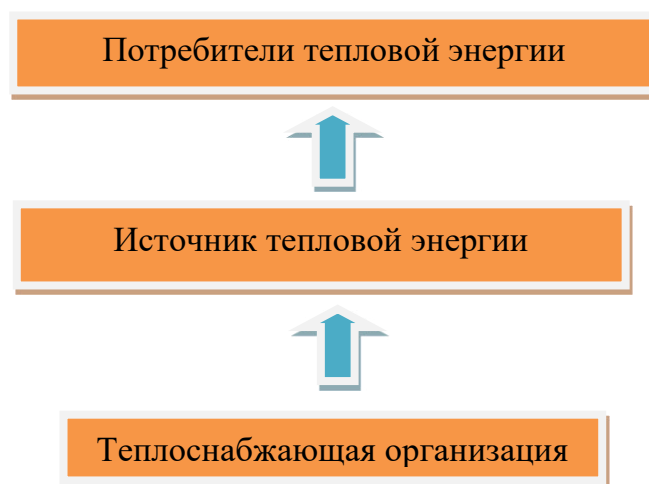 Потребители тепловой энергии
Источник тепловой энергии
Теплоснабжающая организация